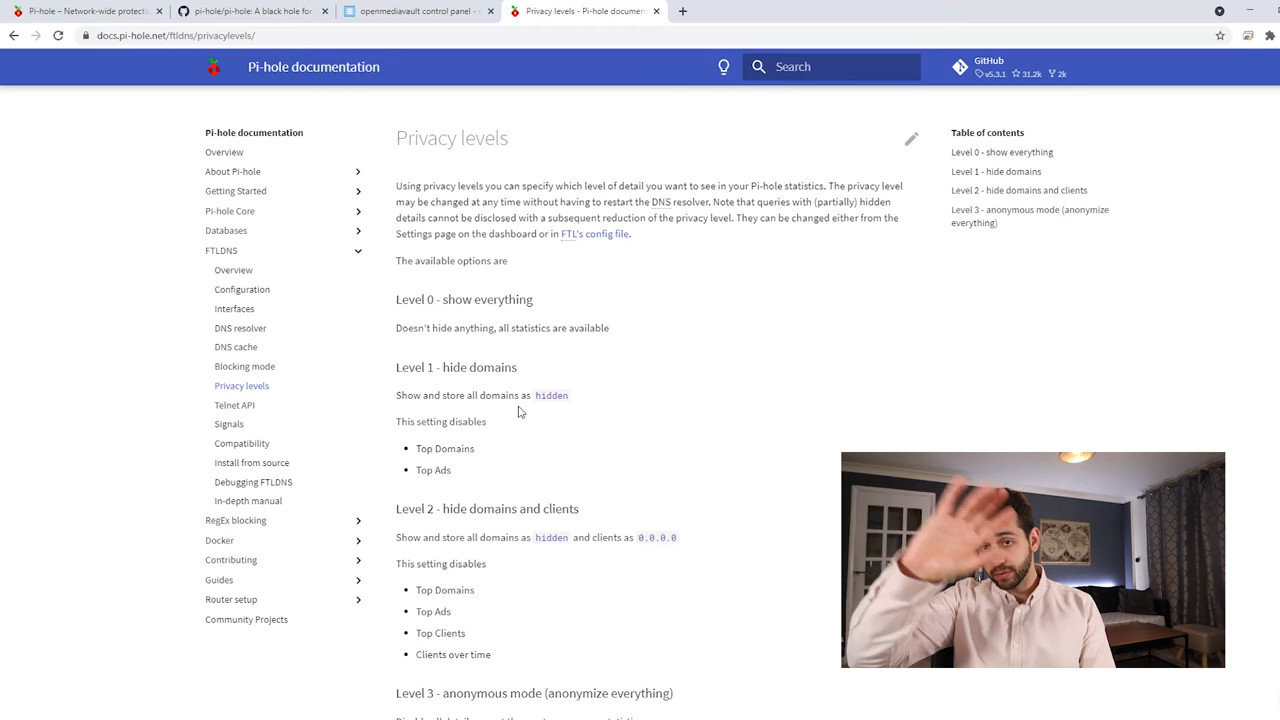 Pi-hole – Network-wide protecti
pi-hole/pi-hole: A black hole for
openmediavault control panel -
Privacy levels - Pi-hole documen
docs.pi-hole.net/ftldns/privacylevels/
Pi-hole documentation
Search
GitHub
v5.3.1 31.2k 2k
Pi-hole documentation
Overview
About Pi-hole
Getting Started
Pi-hole Core
Databases
FTLDNS
Overview
Configuration
Interfaces
DNS resolver
DNS cache
Blocking mode
Privacy levels
Telnet API
Signals
Compatibility
Install from source
Debugging FTLDNS
In-depth manual
RegEx blocking
Docker
Contributing
Guides
Router setup
Community Projects
Privacy levels
Using privacy levels you can specify which level of detail you want to see in your Pi-hole statistics. The privacy level
may be changed at any time without having to restart the DNS resolver. Note that queries with (partially) hidden
details cannot be disclosed with a subsequent reduction of the privacy level. They can be changed either from the
Settings page on the dashboard or in FTL's config file.
The available options are
Level 0 - show everything
Doesn't hide anything, all statistics are available
Level 1 - hide domains
Show and store all domains as hidden
This setting disables
• Top Domains
• Top Ads
Level 2 - hide domains and clients
Show and store all domains as hidden and clients as 0.0.0.0
This setting disables
• Top Domains
• Top Ads
• Top Clients
• Clients over time
Level 3 - anonymous mode (anonymize everything)
Table of contents
Level 0 - show everything
Level 1 - hide domains
Level 2 - hide domains and clients
Level 3 - anonymous mode (anonymize
everything)